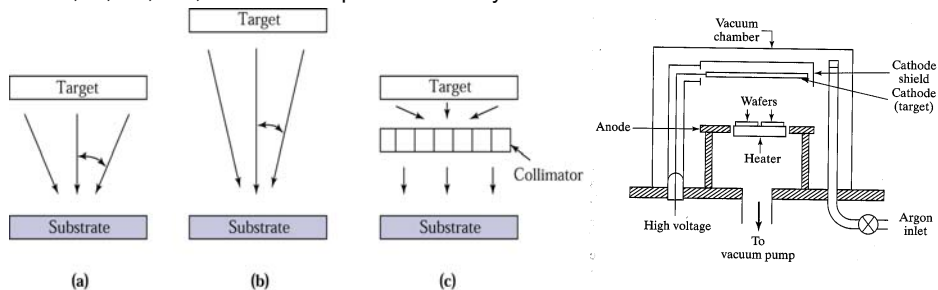 Target
Substrate
(a)
Target
Substrate
(b)
Target
Collimator
Substrate
(c)
Vacuum
chamber
Cathode
shield
Cathode
(target)
Wafers
Anode
Heater
High voltage
To
vacuum pump
Argon
inlet